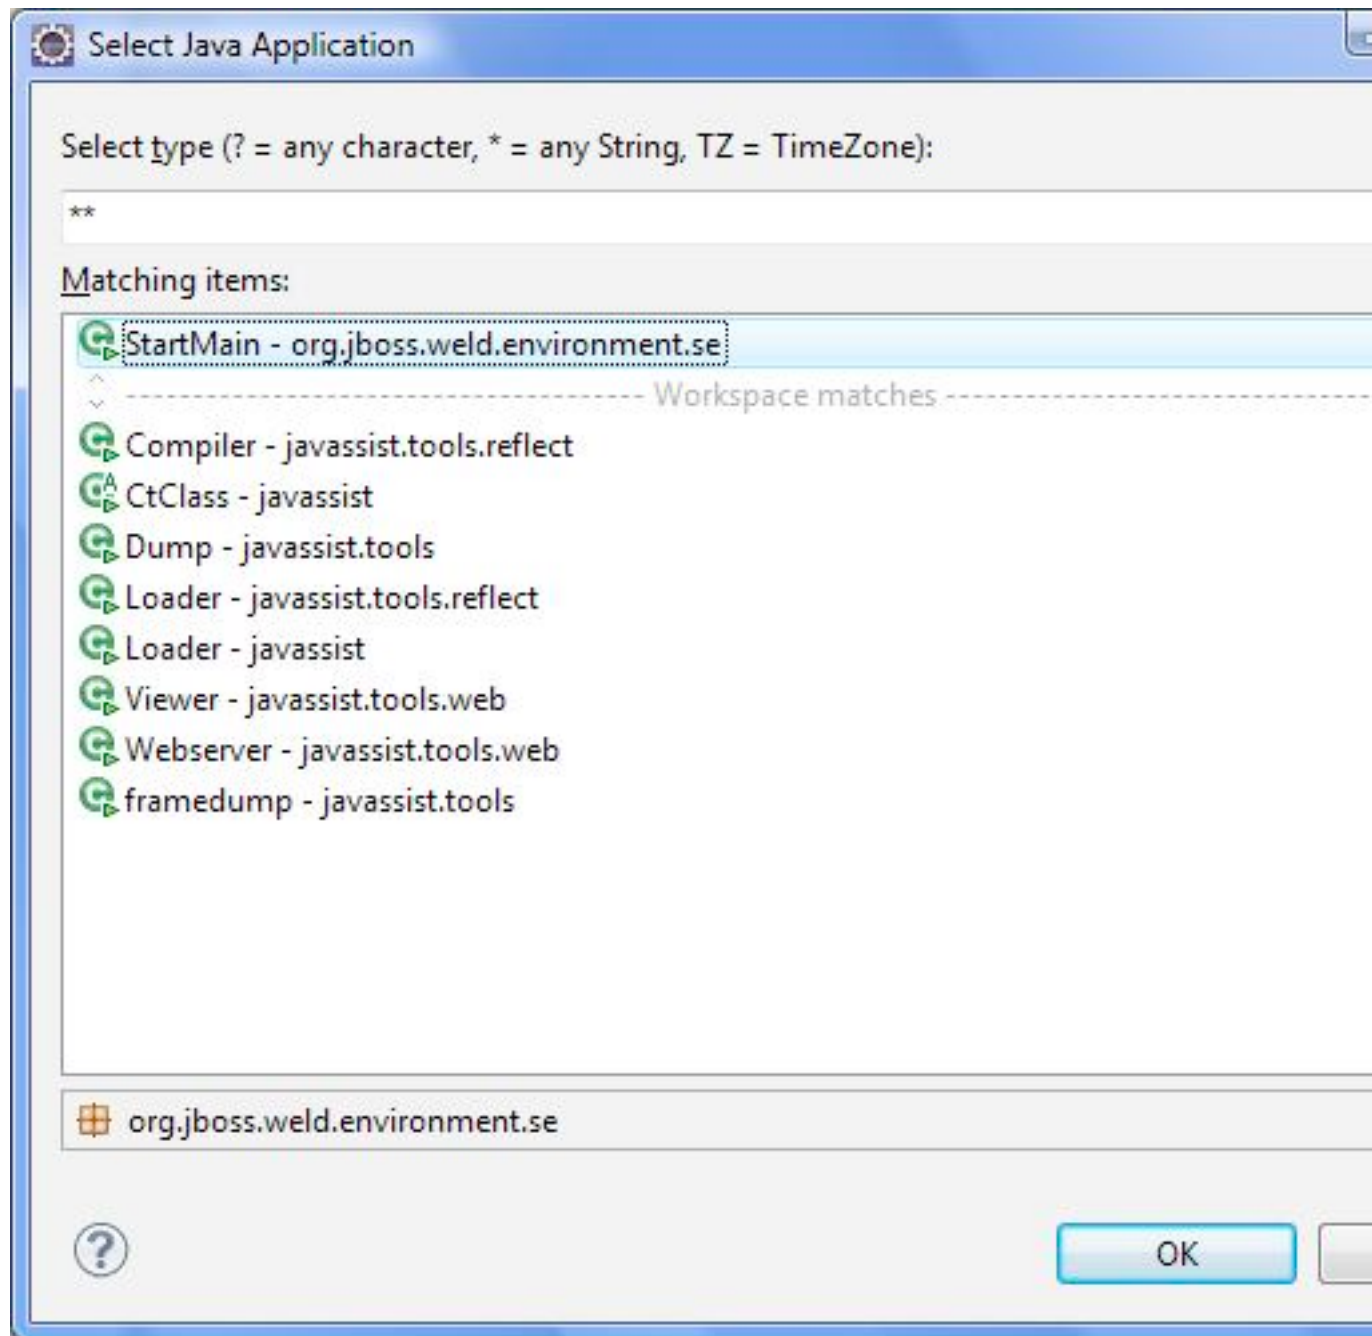 Select Java Application
Select type (? = any character, * = any String, TZ = TimeZone):
**
Matching items:
StartMain - org.jboss.weld.environment.se
Workspace matches
Compiler - javassist.tools.reflect
CtClass - javassist
Dump - javassist.tools
Loader - javassist.tools.reflect
Loader - javassist
Viewer - javassist.tools.web
Webserver - javassist.tools.web
framedump - javassist.tools
org.jboss.weld.environment.se
OK